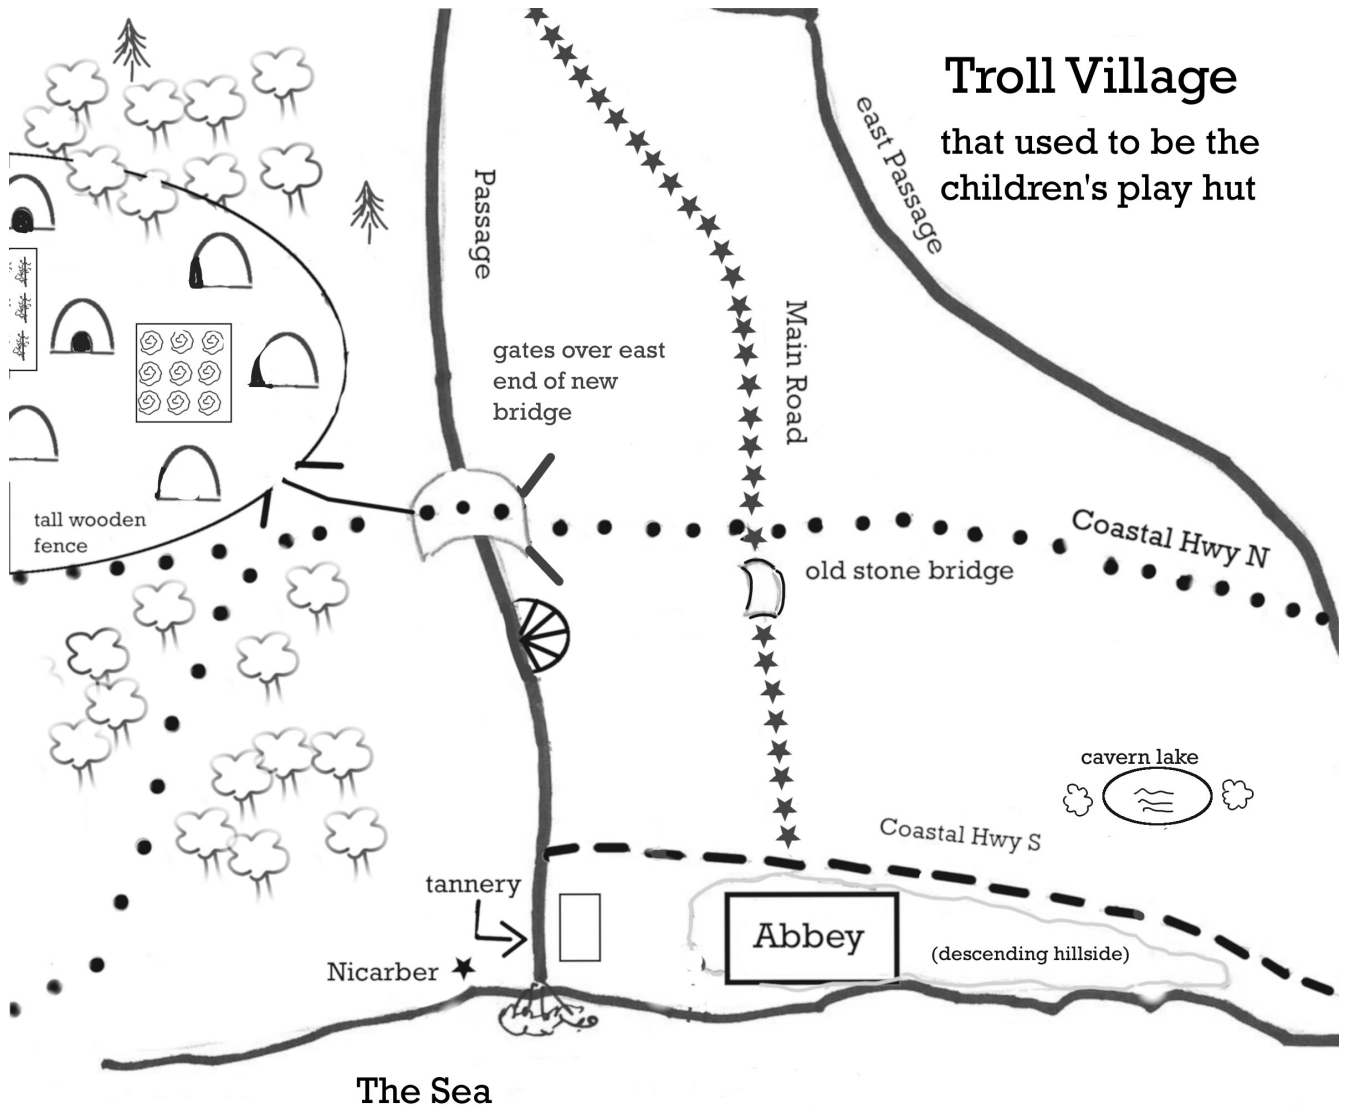 Troll Village
that used to be the
children's play hut
east Passage
Passage
Main Road
gates over east
end of new
bridge
tall wooden
fence
Coastal Hwy N
old stone bridge
cavern lake
Coastal Hwy S
tannery
Abbey
(descending hillside)
Nicarber
The Sea